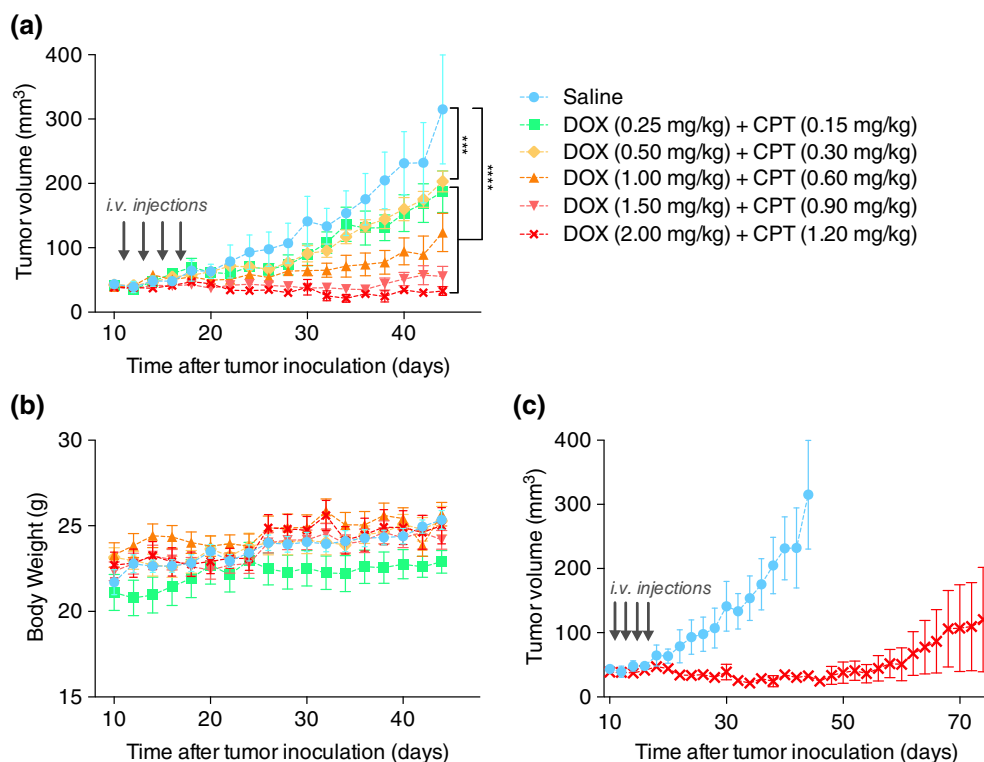 (a)
400
300
200
100
0
Tumor volume (mm³)
i.v. injections
***
****
10 20 30 40
Time after tumor inoculation (days)
Saline
DOX (0.25 mg/kg) + CPT (0.15 mg/kg)
DOX (0.50 mg/kg) + CPT (0.30 mg/kg)
DOX (1.00 mg/kg) + CPT (0.60 mg/kg)
DOX (1.50 mg/kg) + CPT (0.90 mg/kg)
DOX (2.00 mg/kg) + CPT (1.20 mg/kg)
(b)
30
25
20
15
Body Weight (g)
10 20 30 40
Time after tumor inoculation (days)
(c)
400
300
200
100
0
Tumor volume (mm³)
i.v. injections
10 30 50 70
Time after tumor inoculation (days)